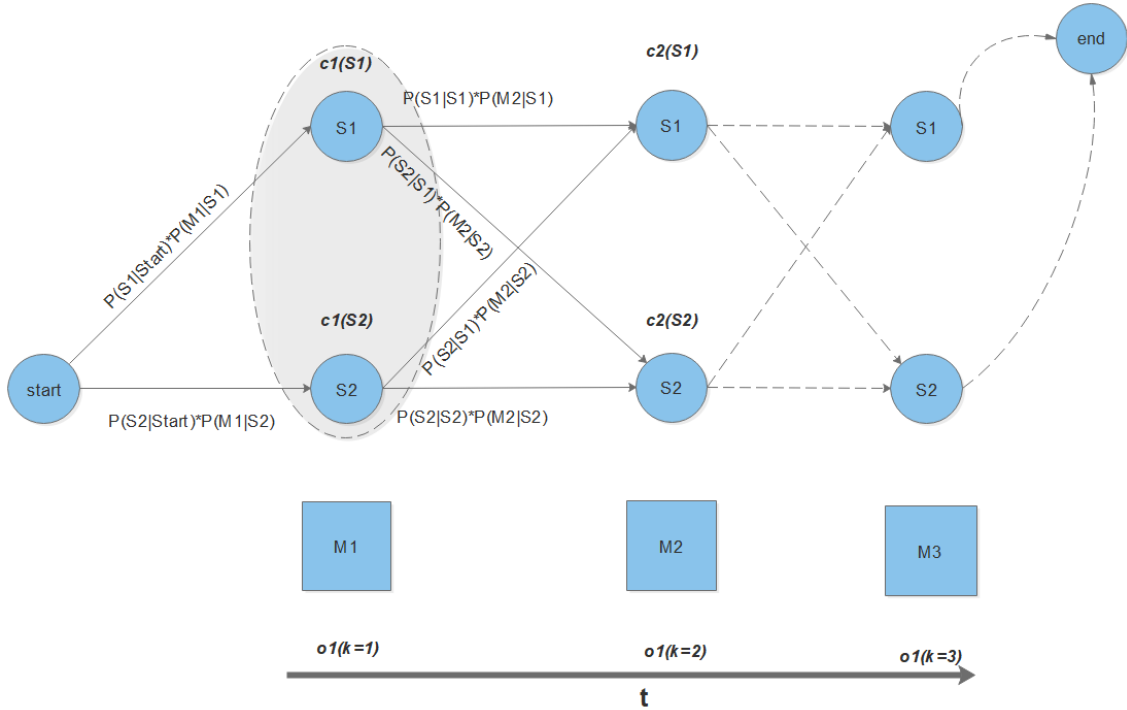 end
c1(S1)
c2(S1)
P(S1|S1)*P(M2|S1)
S1
S1
S1
P(S1|Start)*P(M1|S1)
P(S2|S1)*P(M2|S2)
c1(S2)
c2(S2)
P(S2|S1)*P(M2|S2)
start
S2
S2
S2
P(S2|Start)*P(M1|S2)
P(S2|S2)*P(M2|S2)
M1
M2
M3
o1(k=1)
o1(k=2)
o1(k=3)
t